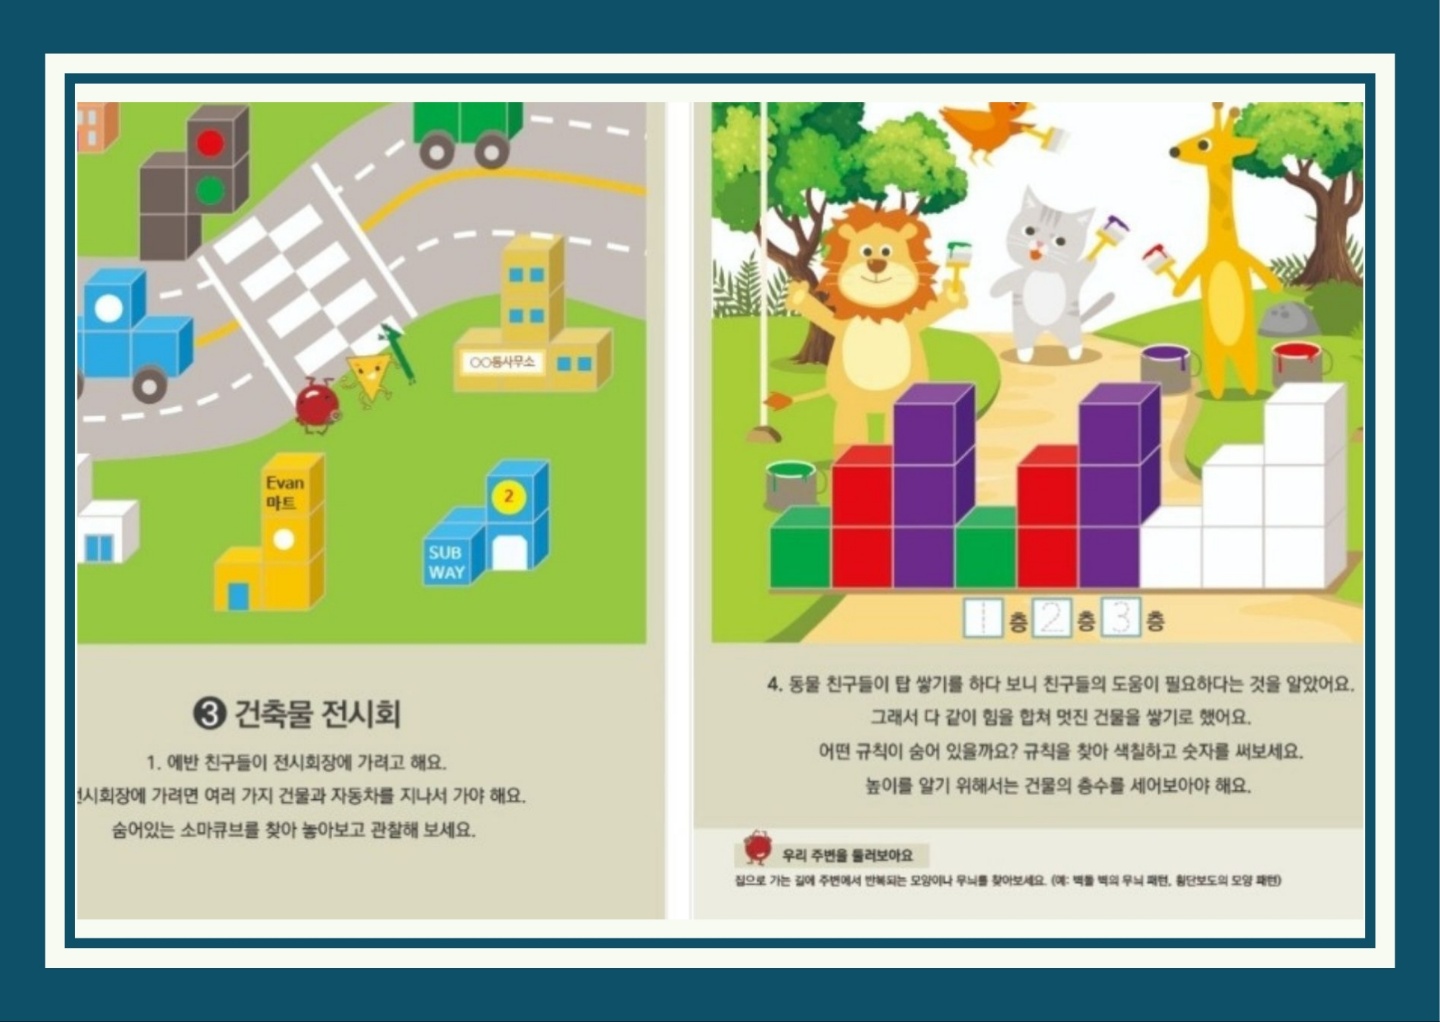 Evan
마트
2
SUB
WAY
○○동사무소
❸ 건축물 전시회
1. 에반 친구들이 전시회장에 가려고 해요.
전시회장에 가려면 여러 가지 건물과 자동차를 지나서 가야 해요.
숨어있는 소마큐브를 찾아 놓아보고 관찰해 보세요.
1 층 2 층 3 층
4. 동물 친구들이 탑 쌓기를 하다 보니 친구들의 도움이 필요하다는 것을 알았어요.
그래서 다 같이 힘을 합쳐 멋진 건물을 쌓기로 했어요.
어떤 규칙이 숨어 있을까요? 규칙을 찾아 색칠하고 숫자를 써보세요.
높이를 알기 위해서는 건물의 층수를 세어보아야 해요.
우리 주변을 둘러보아요
집으로 가는 길에 주변에서 반복되는 모양이나 무늬를 찾아보세요. (예: 벽돌 벽의 무늬 패턴, 횡단보도의 모양 패턴)